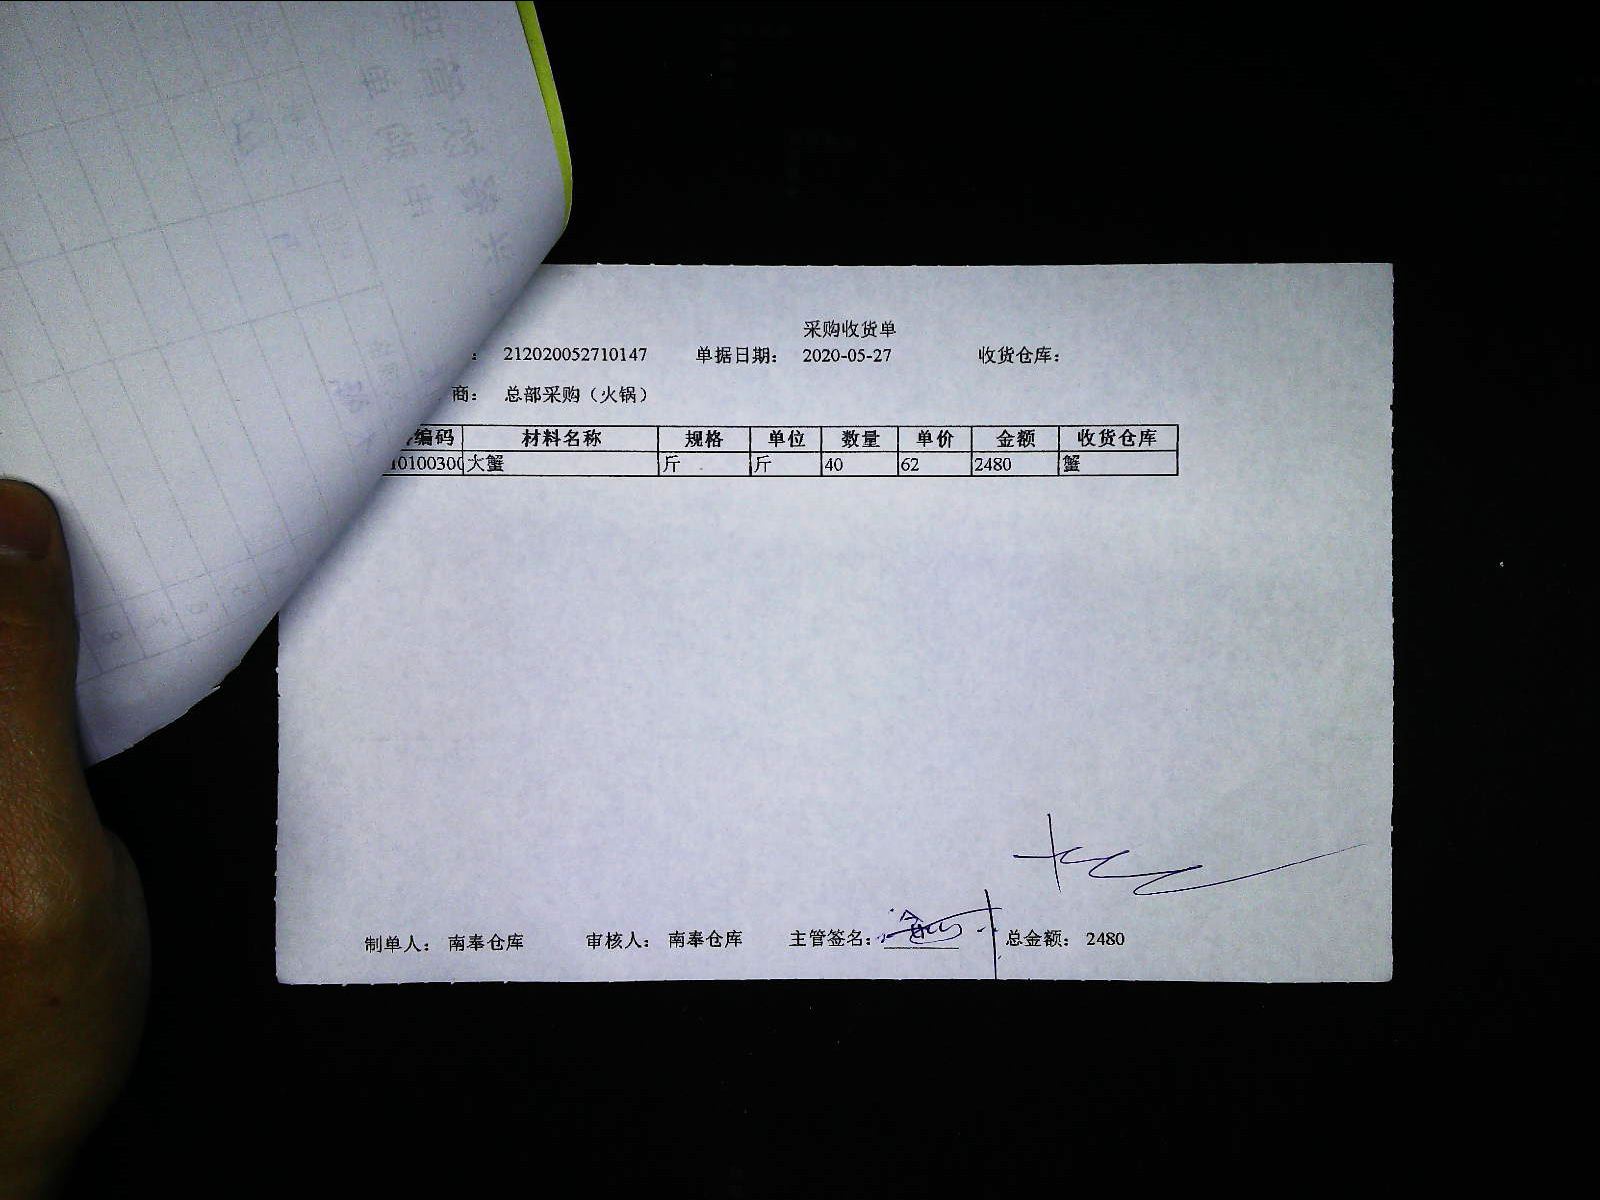 采购收货单
： 212020052710147 单据日期： 2020-05-27 收货仓库：
商： 总部采购（火锅）
编码 材料名称 规格 单位 数量 单价 金额 收货仓库
10100300 大蟹 斤 斤 40 62 2480 蟹
制单人： 南奉仓库 审核人： 南奉仓库 主管签名： 总金额： 2480